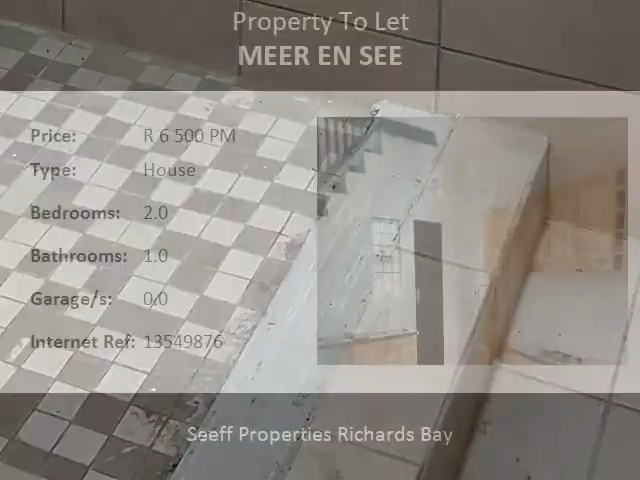 Property To Let
MEER EN SEE
Price: R 6 500 PM
Type: House
Bedrooms: 2.0
Bathrooms: 1.0
Garage/s: 0.0
Internet Ref: 13549876
Seeff Properties Richards Bay